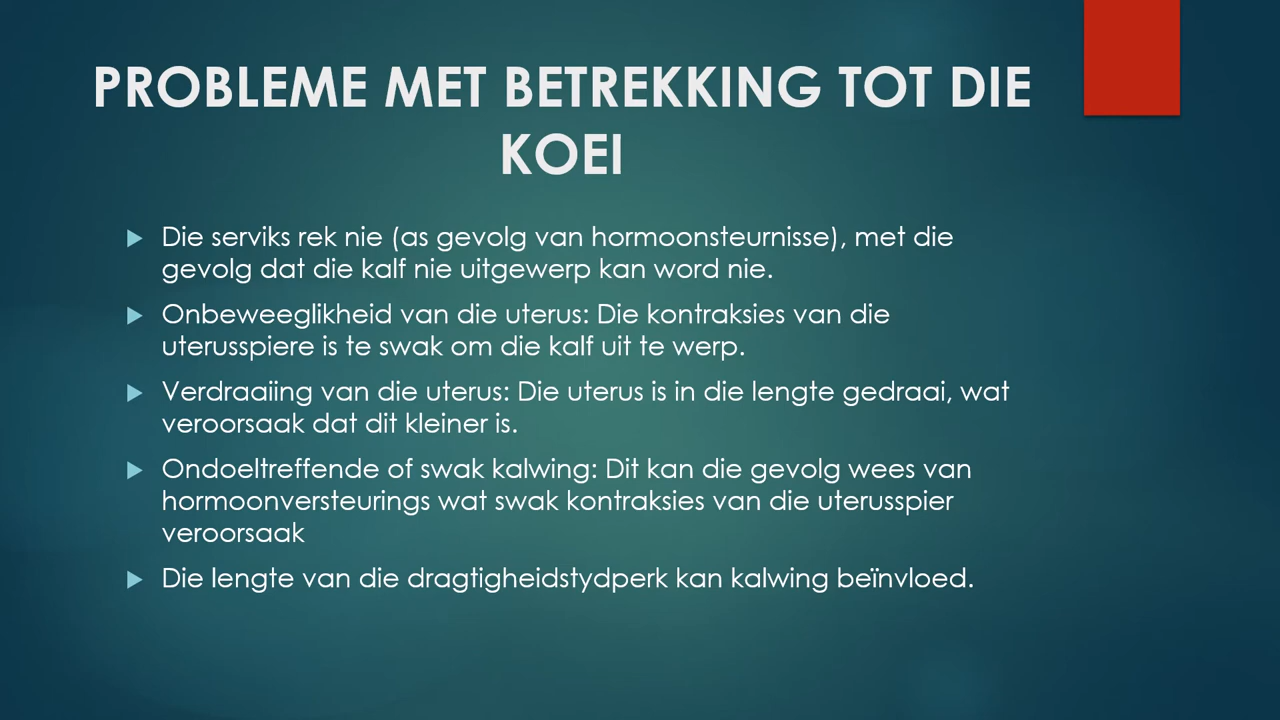 PROBLEME MET BETREKKING TOT DIE
KOEI
Die serviks rek nie (as gevolg van hormoonsteurnisse), met die
gevolg dat die kalf nie uitgewerp kan word nie.
Onbeweeglikheid van die uterus: Die kontraksies van die
uterusspiere is te swak om die kalf uit te werp.
Verdraaiing van die uterus: Die uterus is in die lengte gedraai, wat
veroorsaak dat dit kleiner is.
Ondoeltreffende of swak kalwing: Dit kan die gevolg wees van
hormoonversteurings wat swak kontraksies van die uterusspier
veroorsaak
Die lengte van die dragtigheidstydperk kan kalwing beïnvloed.